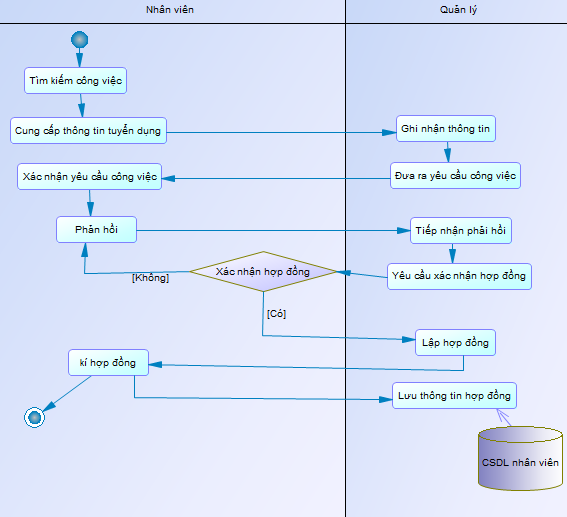 Nhân viên
Quản lý
Tìm kiếm công việc
Cung cấp thông tin tuyển dụng
Ghi nhận thông tin
Xác nhận yêu cầu công việc
Đưa ra yêu cầu công việc
Phản hồi
Tiếp nhận phải hồi
Xác nhận hợp đồng
[Không]
Yêu cầu xác nhận hợp đồng
[Có]
Lập hợp đồng
kí hợp đồng
Lưu thông tin hợp đồng
CSDL nhân viên